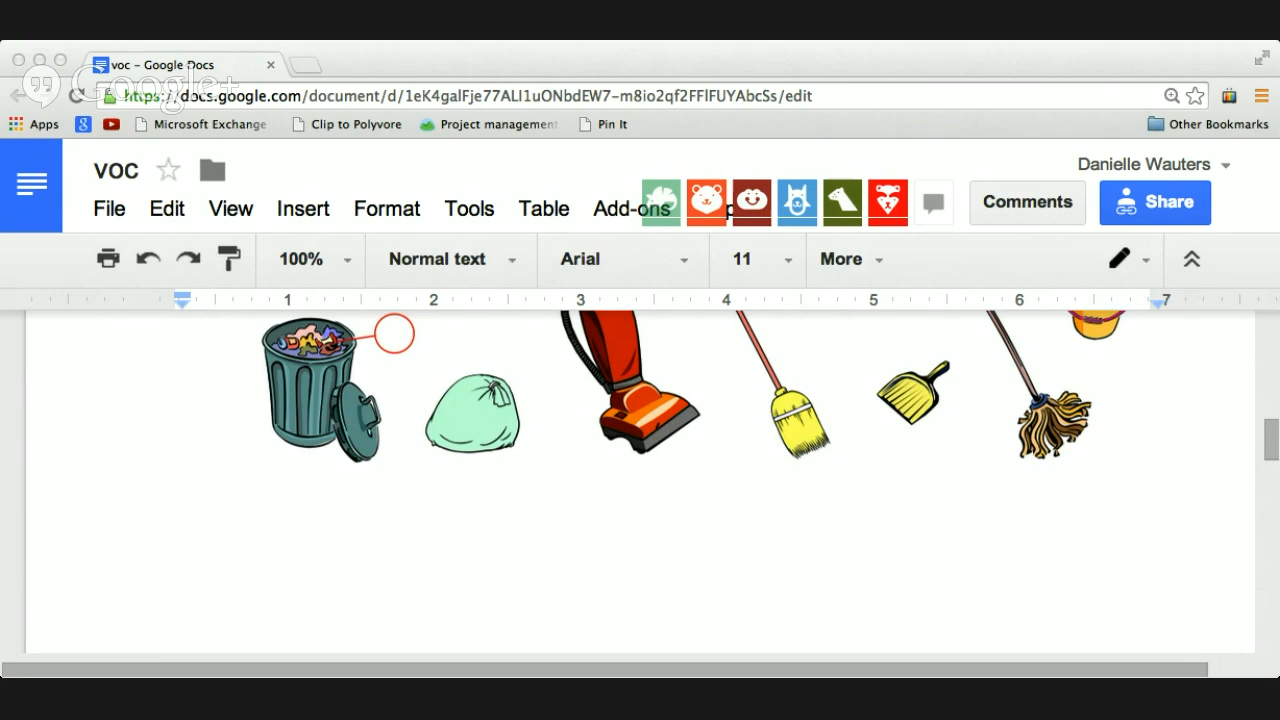 voc – Google Docs
Google+
https://docs.google.com/document/d/1eK4galFje77ALl1uONbdEW7-m8io2qf2FFlFUYAbcSs/edit
Apps Microsoft Exchange Clip to Polyvore Project management Pin It Other Bookmarks
VOC
Danielle Wauters
File Edit View Insert Format Tools Table Add-ons
Comments Share
100% Normal text Arial 11 More
1 2 3 4 5 6 7